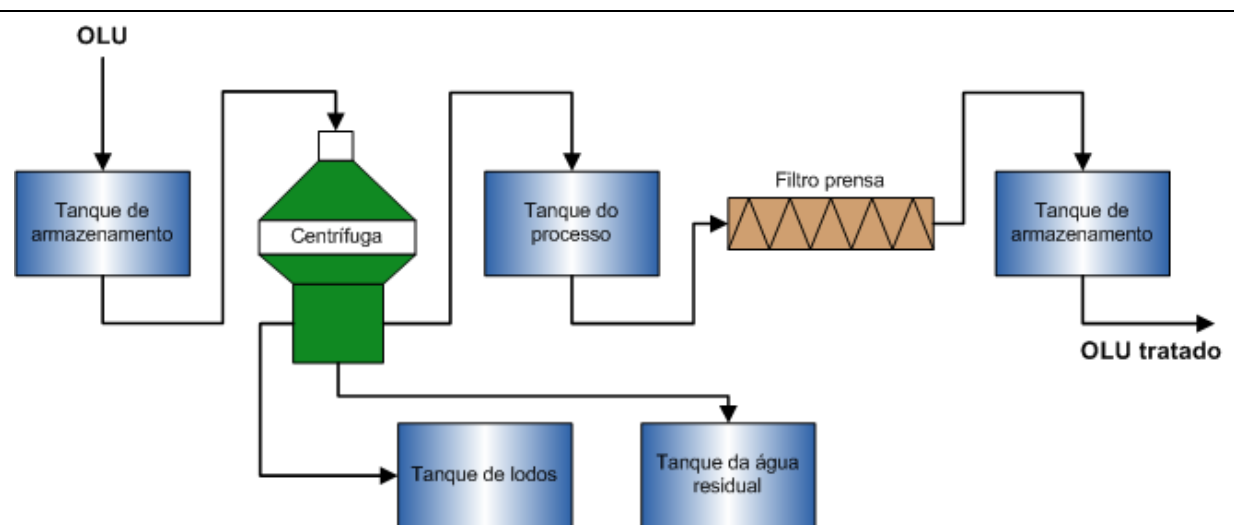 OLU
Tanque de
armazenamento
Centrífuga
Tanque do
processo
Filtro prensa
Tanque de
armazenamento
OLU tratado
Tanque de lodos
Tanque da água
residual